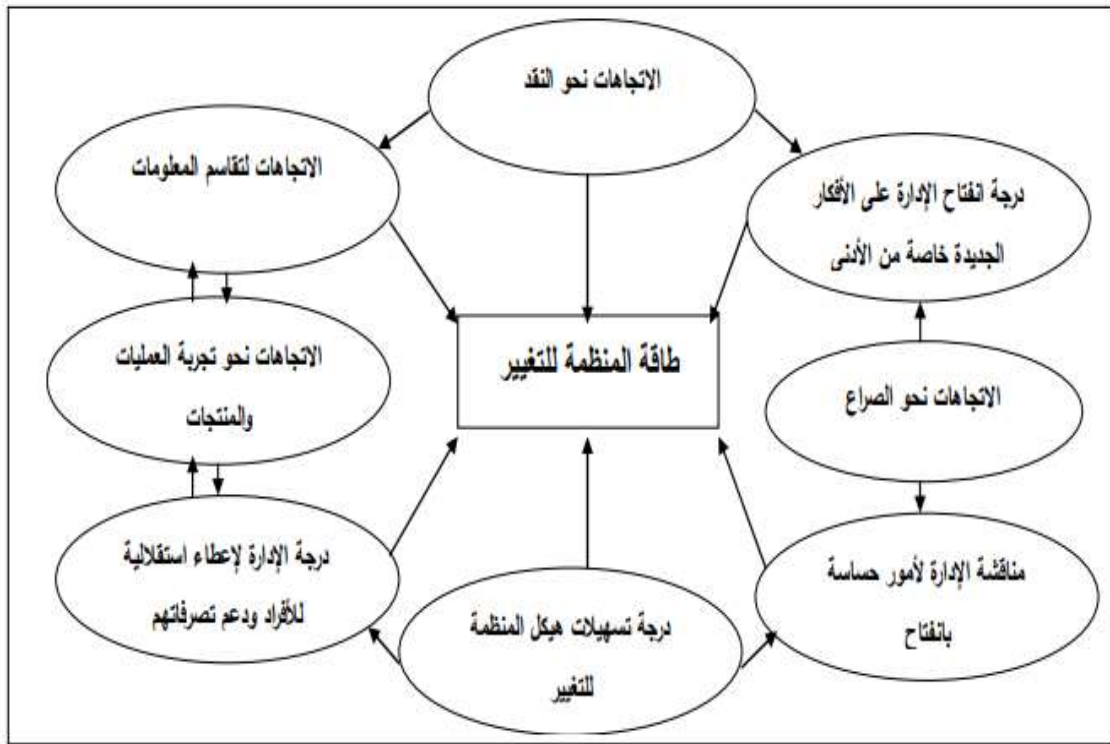 الاتجاهات نحو النقد
درجة انفتاح الإدارة على الأفكار
الجديدة خاصة من الأدنى
الاتجاهات لتقاسم المعلومات
طاقة المنظمة للتغيير
الاتجاهات نحو الصراع
الاتجاهات نحو تجربة العمليات
والمنتجات
مناقشة الإدارة لأمور حساسة
بانفتاح
درجة تسهيلات هيكل المنظمة
للتغيير
درجة الإدارة لإعطاء استقلالية
للأفراد ودعم تصرفاتهم